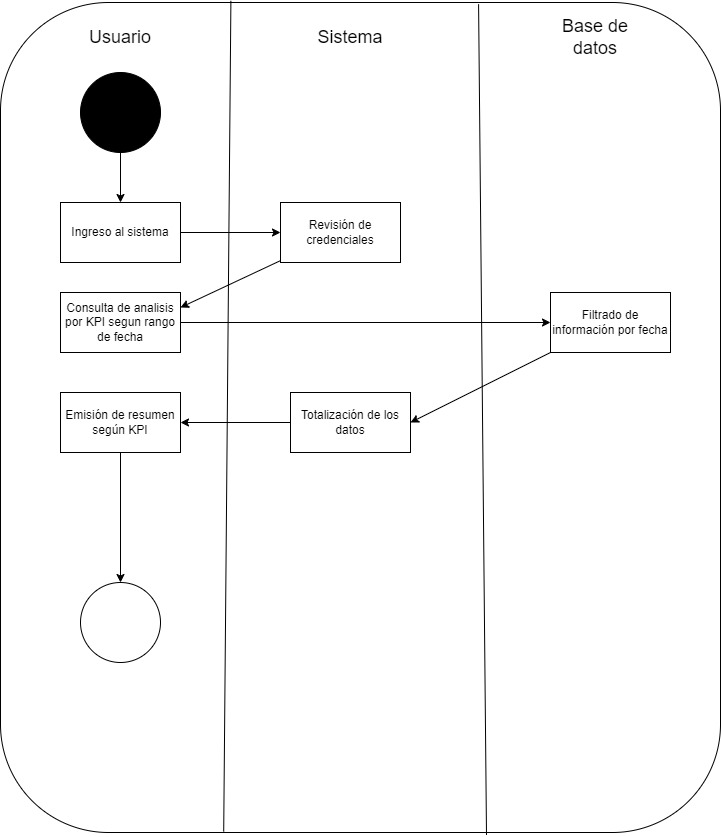 Usuario
Sistema
Base de
datos
Ingreso al sistema
Revisión de
credenciales
Consulta de analisis
por KPI segun rango
de fecha
Filtrado de
información por fecha
Emisión de resumen
según KPI
Totalización de los
datos